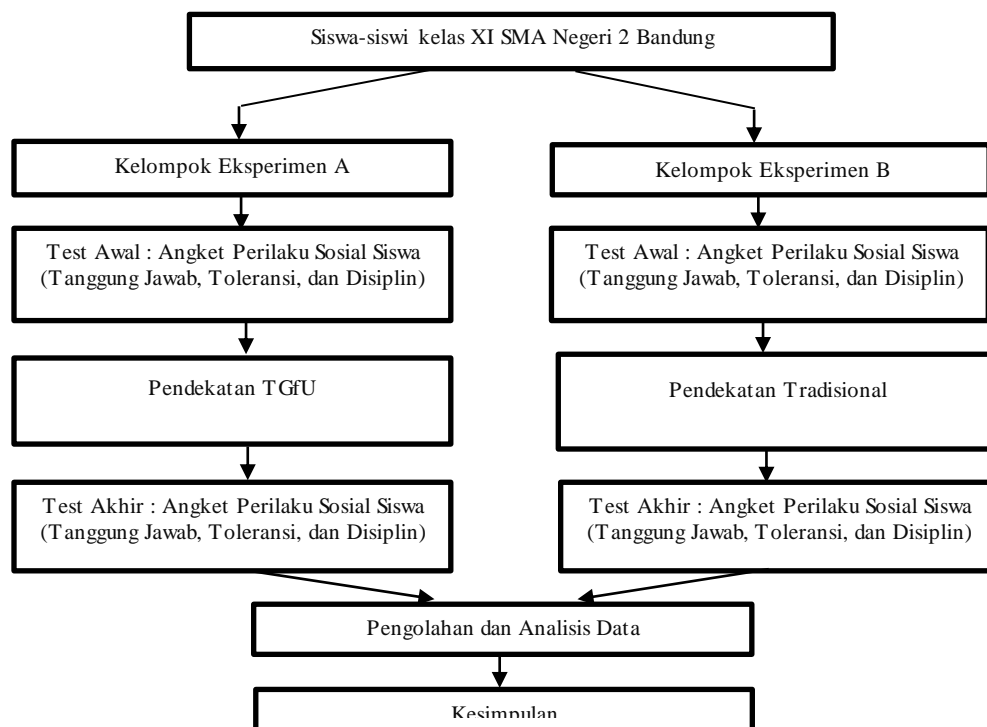 Siswa-siswi kelas XI SMA Negeri 2 Bandung
Kelompok Eksperimen A
Kelompok Eksperimen B
Test Awal : Angket Perilaku Sosial Siswa
(Tanggung Jawab, Toleransi, dan Disiplin)
Test Awal : Angket Perilaku Sosial Siswa
(Tanggung Jawab, Toleransi, dan Disiplin)
Pendekatan TGfU
Pendekatan Tradisional
Test Akhir : Angket Perilaku Sosial Siswa
(Tanggung Jawab, Toleransi, dan Disiplin)
Test Akhir : Angket Perilaku Sosial Siswa
(Tanggung Jawab, Toleransi, dan Disiplin)
Pengolahan dan Analisis Data
Kesimpulan